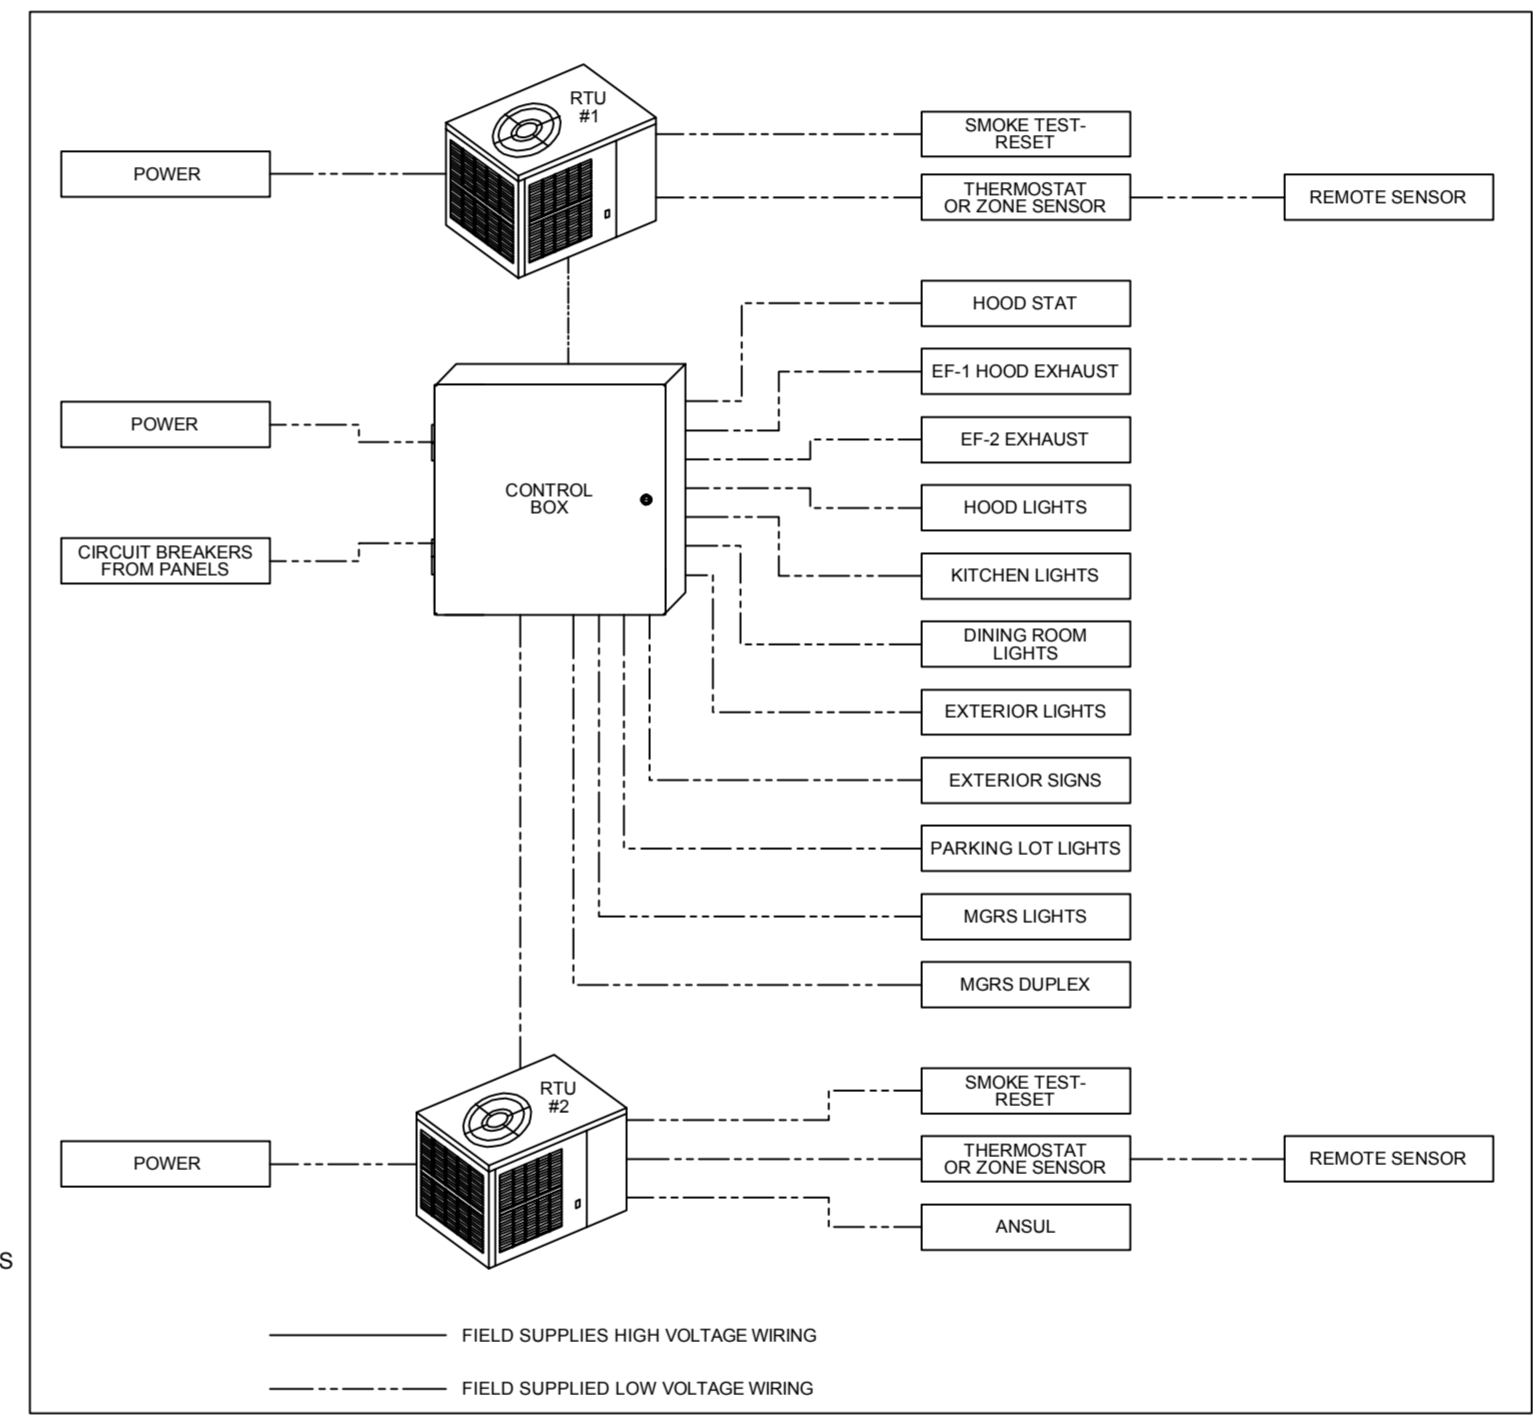 RTU
#1
SMOKE TEST-
RESET
POWER
THERMOSTAT
OR ZONE SENSOR
REMOTE SENSOR
HOOD STAT
EF-1 HOOD EXHAUST
POWER
EF-2 EXHAUST
CONTROL
BOX
HOOD LIGHTS
CIRCUIT BREAKERS
FROM PANELS
KITCHEN LIGHTS
DINING ROOM
LIGHTS
EXTERIOR LIGHTS
EXTERIOR SIGNS
PARKING LOT LIGHTS
MGRS LIGHTS
MGRS DUPLEX
RTU
#2
SMOKE TEST-
RESET
POWER
THERMOSTAT
OR ZONE SENSOR
REMOTE SENSOR
ANSUL
S
FIELD SUPPLIES HIGH VOLTAGE WIRING
FIELD SUPPLIED LOW VOLTAGE WIRING